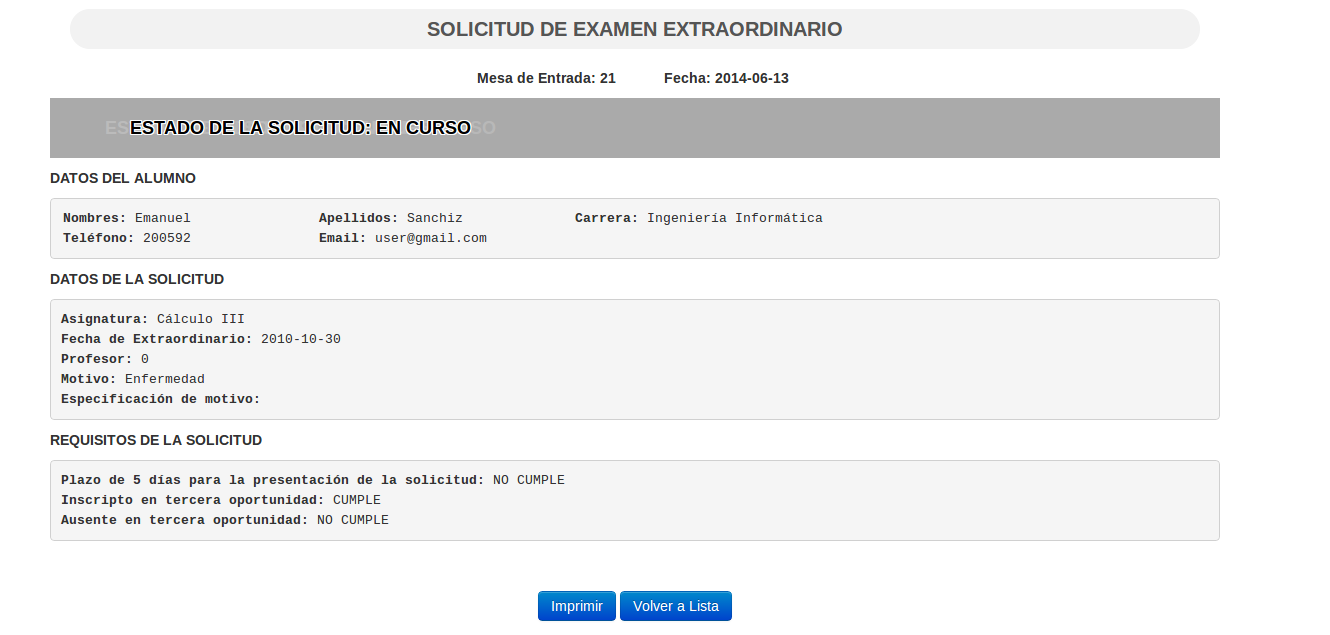 SOLICITUD DE EXAMEN EXTRAORDINARIO
Mesa de Entrada: 21 Fecha: 2014-06-13
ESTADO DE LA SOLICITUD: EN CURSO
DATOS DEL ALUMNO
Nombres: Emanuel Apellidos: Sanchiz Carrera: Ingeniería Informática
Teléfono: 200592 Email: user@gmail.com
DATOS DE LA SOLICITUD
Asignatura: Cálculo III
Fecha de Extraordinario: 2010-10-30
Profesor: 0
Motivo: Enfermedad
Especificación de motivo:
REQUISITOS DE LA SOLICITUD
Plazo de 5 días para la presentación de la solicitud: NO CUMPLE
Inscripto en tercera oportunidad: CUMPLE
Ausente en tercera oportunidad: NO CUMPLE
Imprimir Volver a Lista